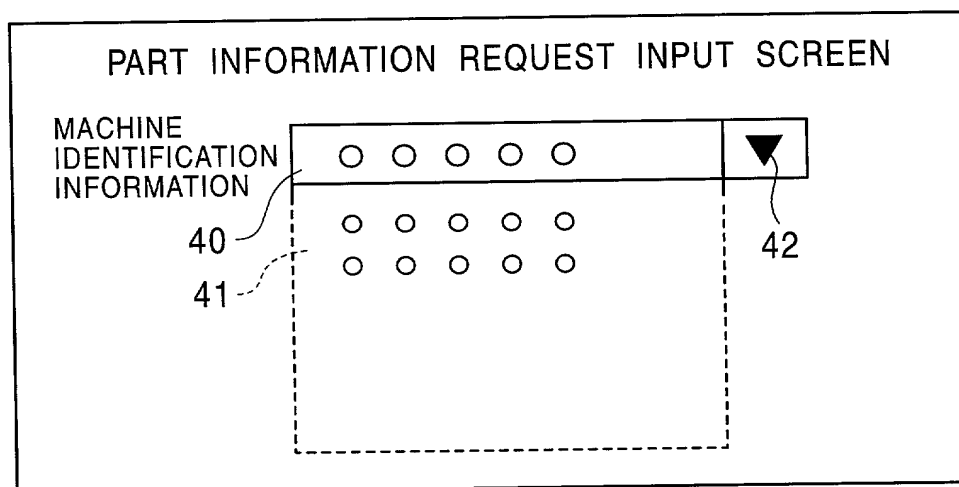 PART INFORMATION REQUEST INPUT SCREEN
MACHINE
IDENTIFICATION
INFORMATION
○ ○ ○ ○ ○
▼
40
○ ○ ○ ○ ○
42
41
○ ○ ○ ○ ○